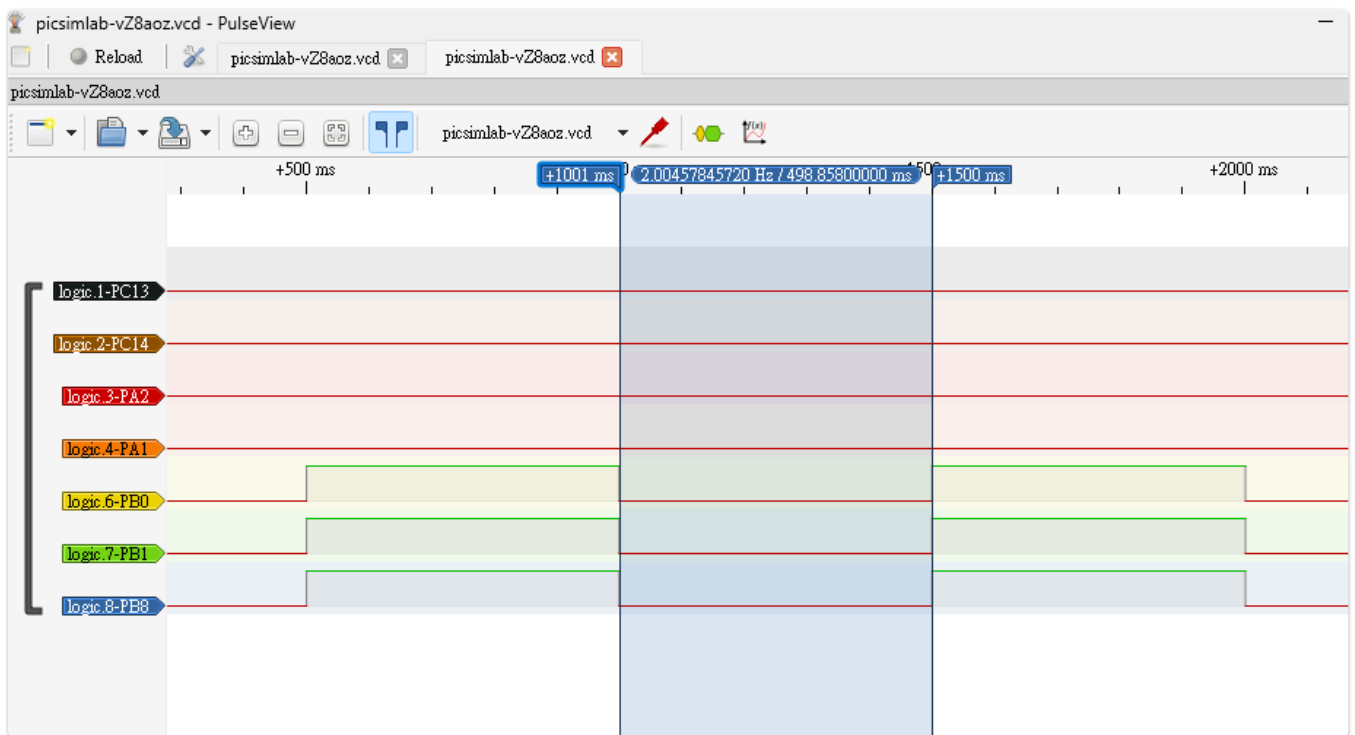 picsimlab-vZ8aoz.vcd - PulseView
Reload picsimlab-vZ8aoz.vcd picsimlab-vZ8aoz.vcd
picsimlab-vZ8aoz.vcd
picsimlab-vZ8aoz.vcd
+500 ms +2000 ms
+1001 ms 2.00457845720 Hz / 498.85800000 ms +1500 ms
logic.1-PC13
logic.2-PC14
logic.3-PA2
logic.4-PA1
logic.6-PB0
logic.7-PB1
logic.8-PB8